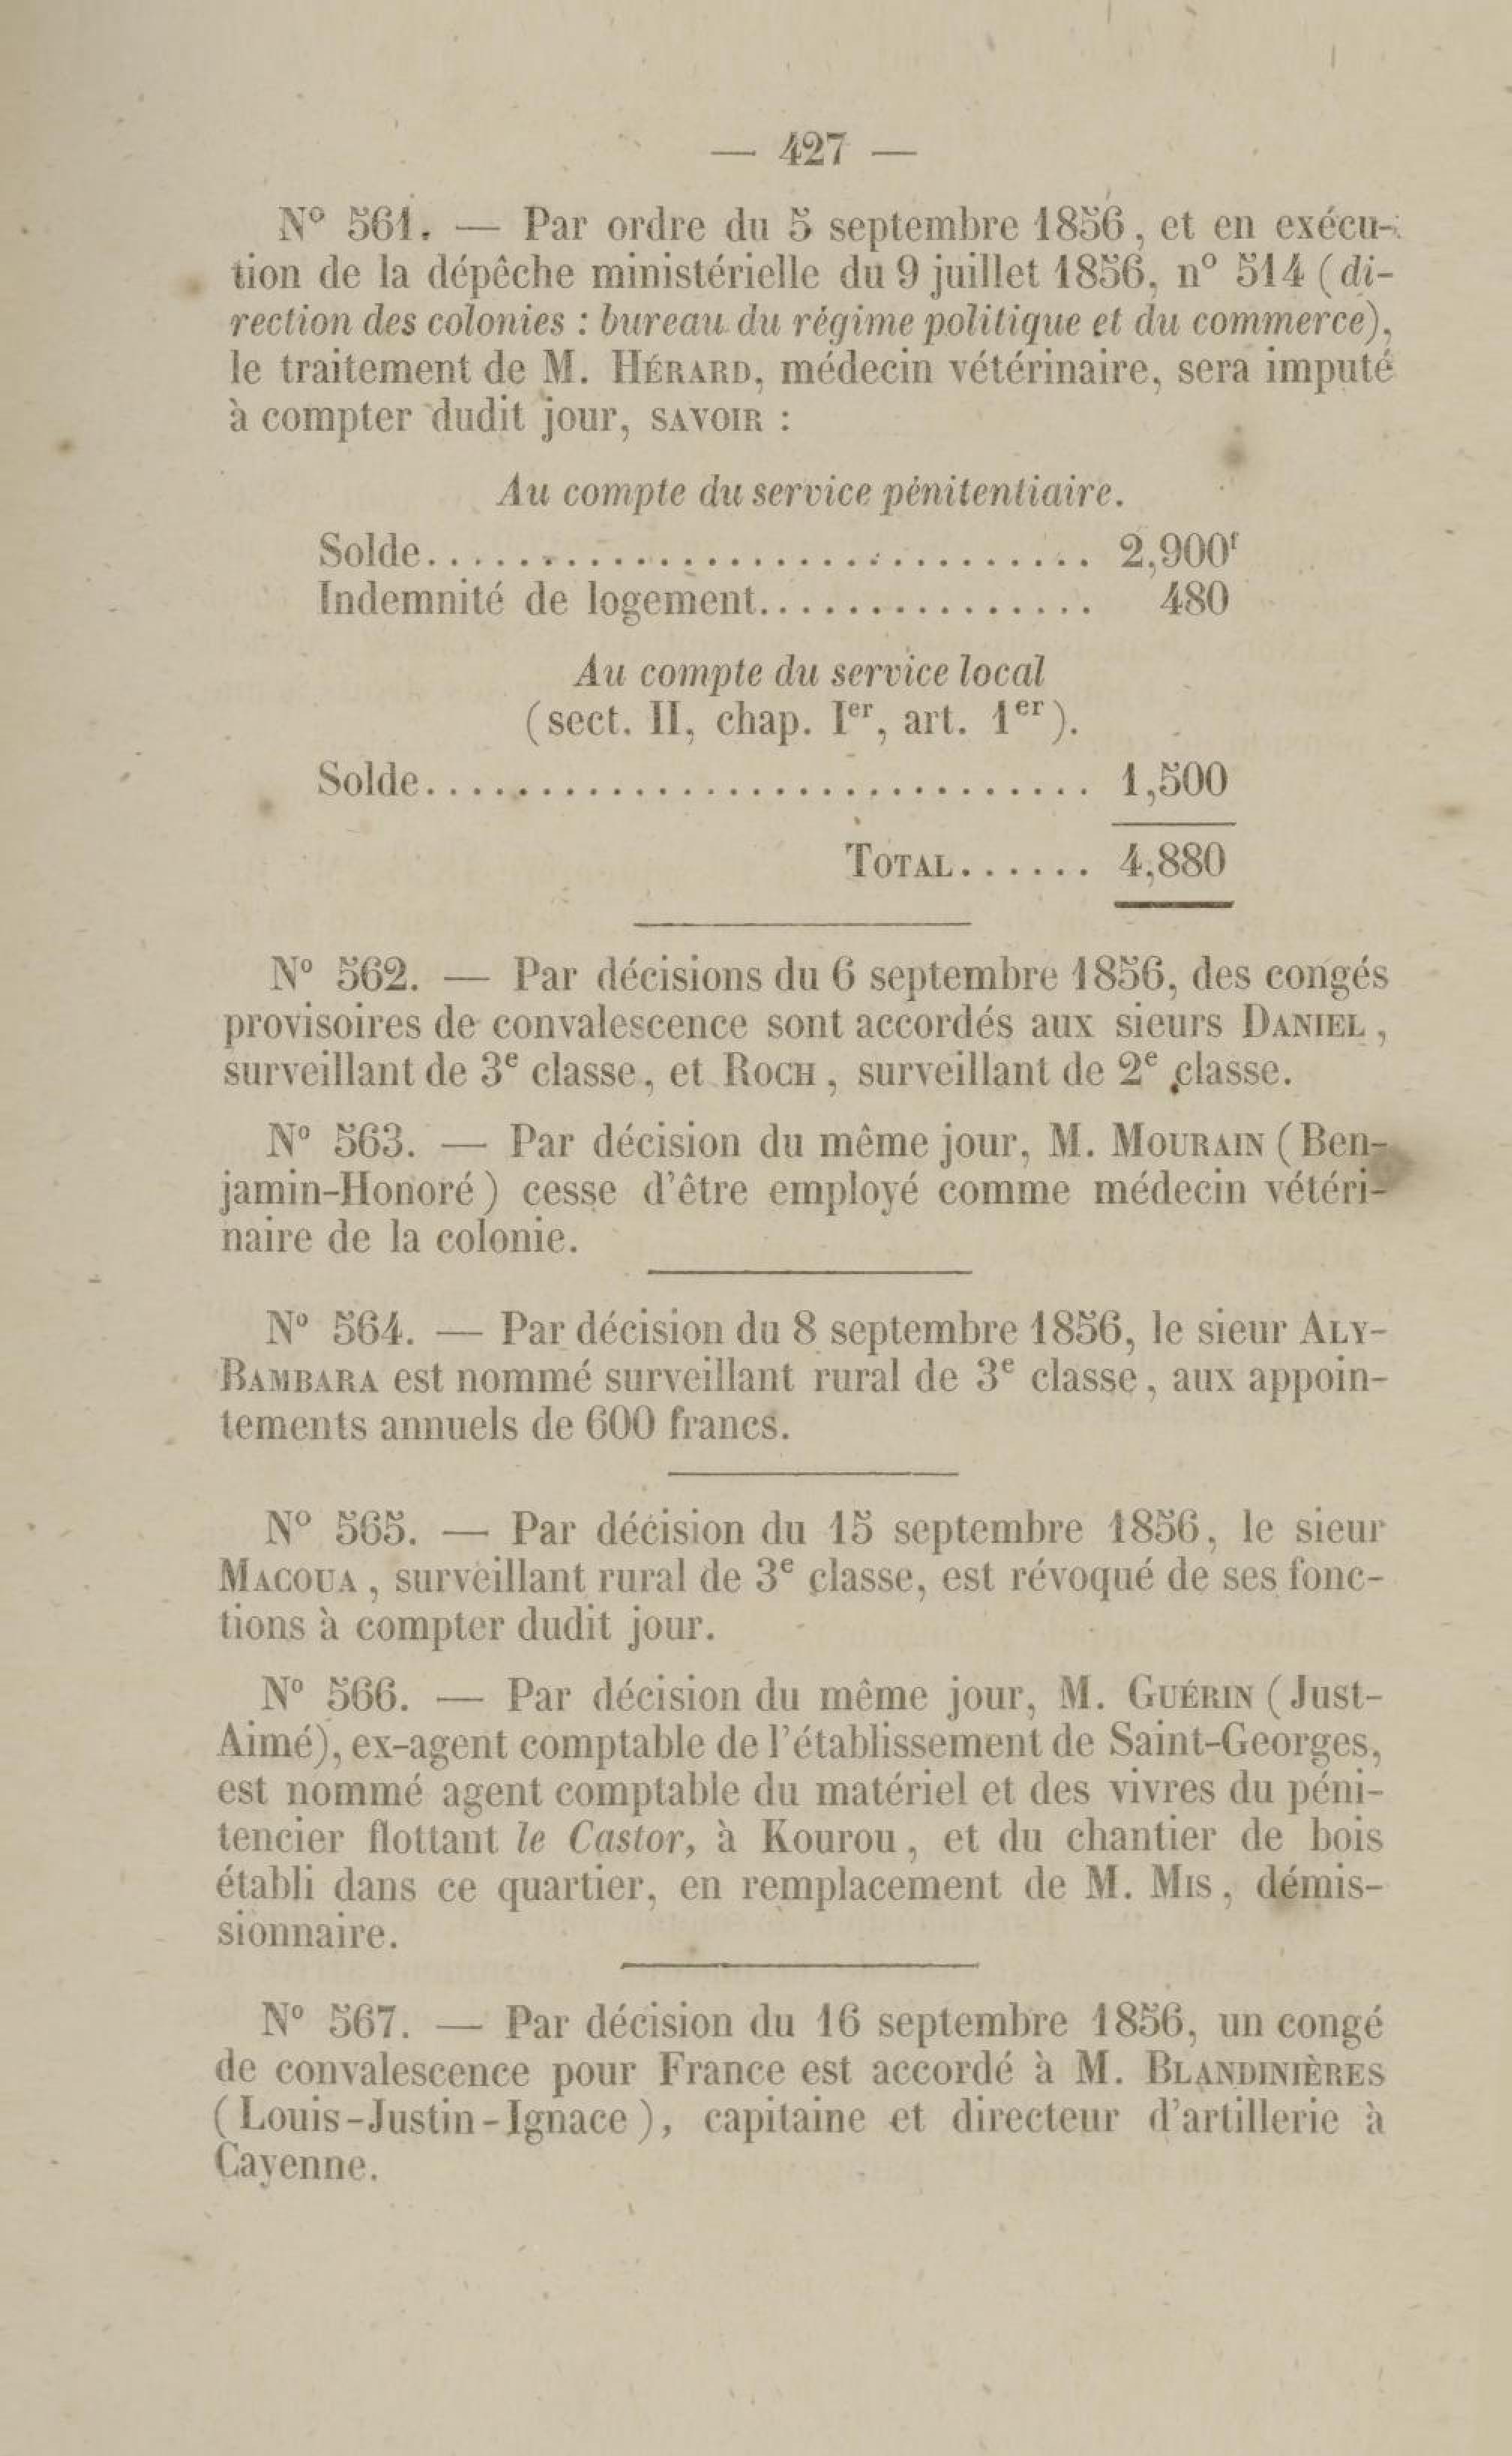 — 427 —
N° 561. — Par ordre du 5 septembre 1856, et en exécu-
tion de la dépêche ministérielle du 9 juillet 1856, n° 514 (di-
rection des colonies : bureau du régime politique et du commerce),
le traitement de M. HÉRARD, médecin vétérinaire, sera imputé
à compter dudit jour, SAVOIR :
Au compte du service pénitentiaire.
Solde.............................. 2,900f
Indemnité de logement............... 480
Au compte du service local
(sect. II, chap. Ier, art. 1er).
Solde.............................. 1,500
TOTAL...... 4,880
N° 562. — Par décisions du 6 septembre 1856, des congés
provisoires de convalescence sont accordés aux sieurs DANIEL,
surveillant de 3e classe, et ROCH, surveillant de 2e classe.
N° 563. — Par décision du même jour, M. MOURAIN (Ben-
jamin-Honoré) cesse d'être employé comme médecin vétéri-
naire de la colonie.
N° 564. — Par décision du 8 septembre 1856, le sieur ALY-
BAMBARA est nommé surveillant rural de 3e classe, aux appoin-
tements annuels de 600 francs.
N° 565. — Par décision du 15 septembre 1856, le sieur
MACOUA, surveillant rural de 3e classe, est révoqué de ses fonc-
tions à compter dudit jour.
N° 566. — Par décision du même jour, M. GUÉRIN (Just-
Aimé), ex-agent comptable de l'établissement de Saint-Georges,
est nommé agent comptable du matériel et des vivres du péni-
tencier flottant le Castor, à Kourou, et du chantier de bois
établi dans ce quartier, en remplacement de M. MIS, démis-
sionnaire.
N° 567. — Par décision du 16 septembre 1856, un congé
de convalescence pour France est accordé à M. BLANDINIÈRES
(Louis-Justin-Ignace), capitaine et directeur d'artillerie à
Cayenne.